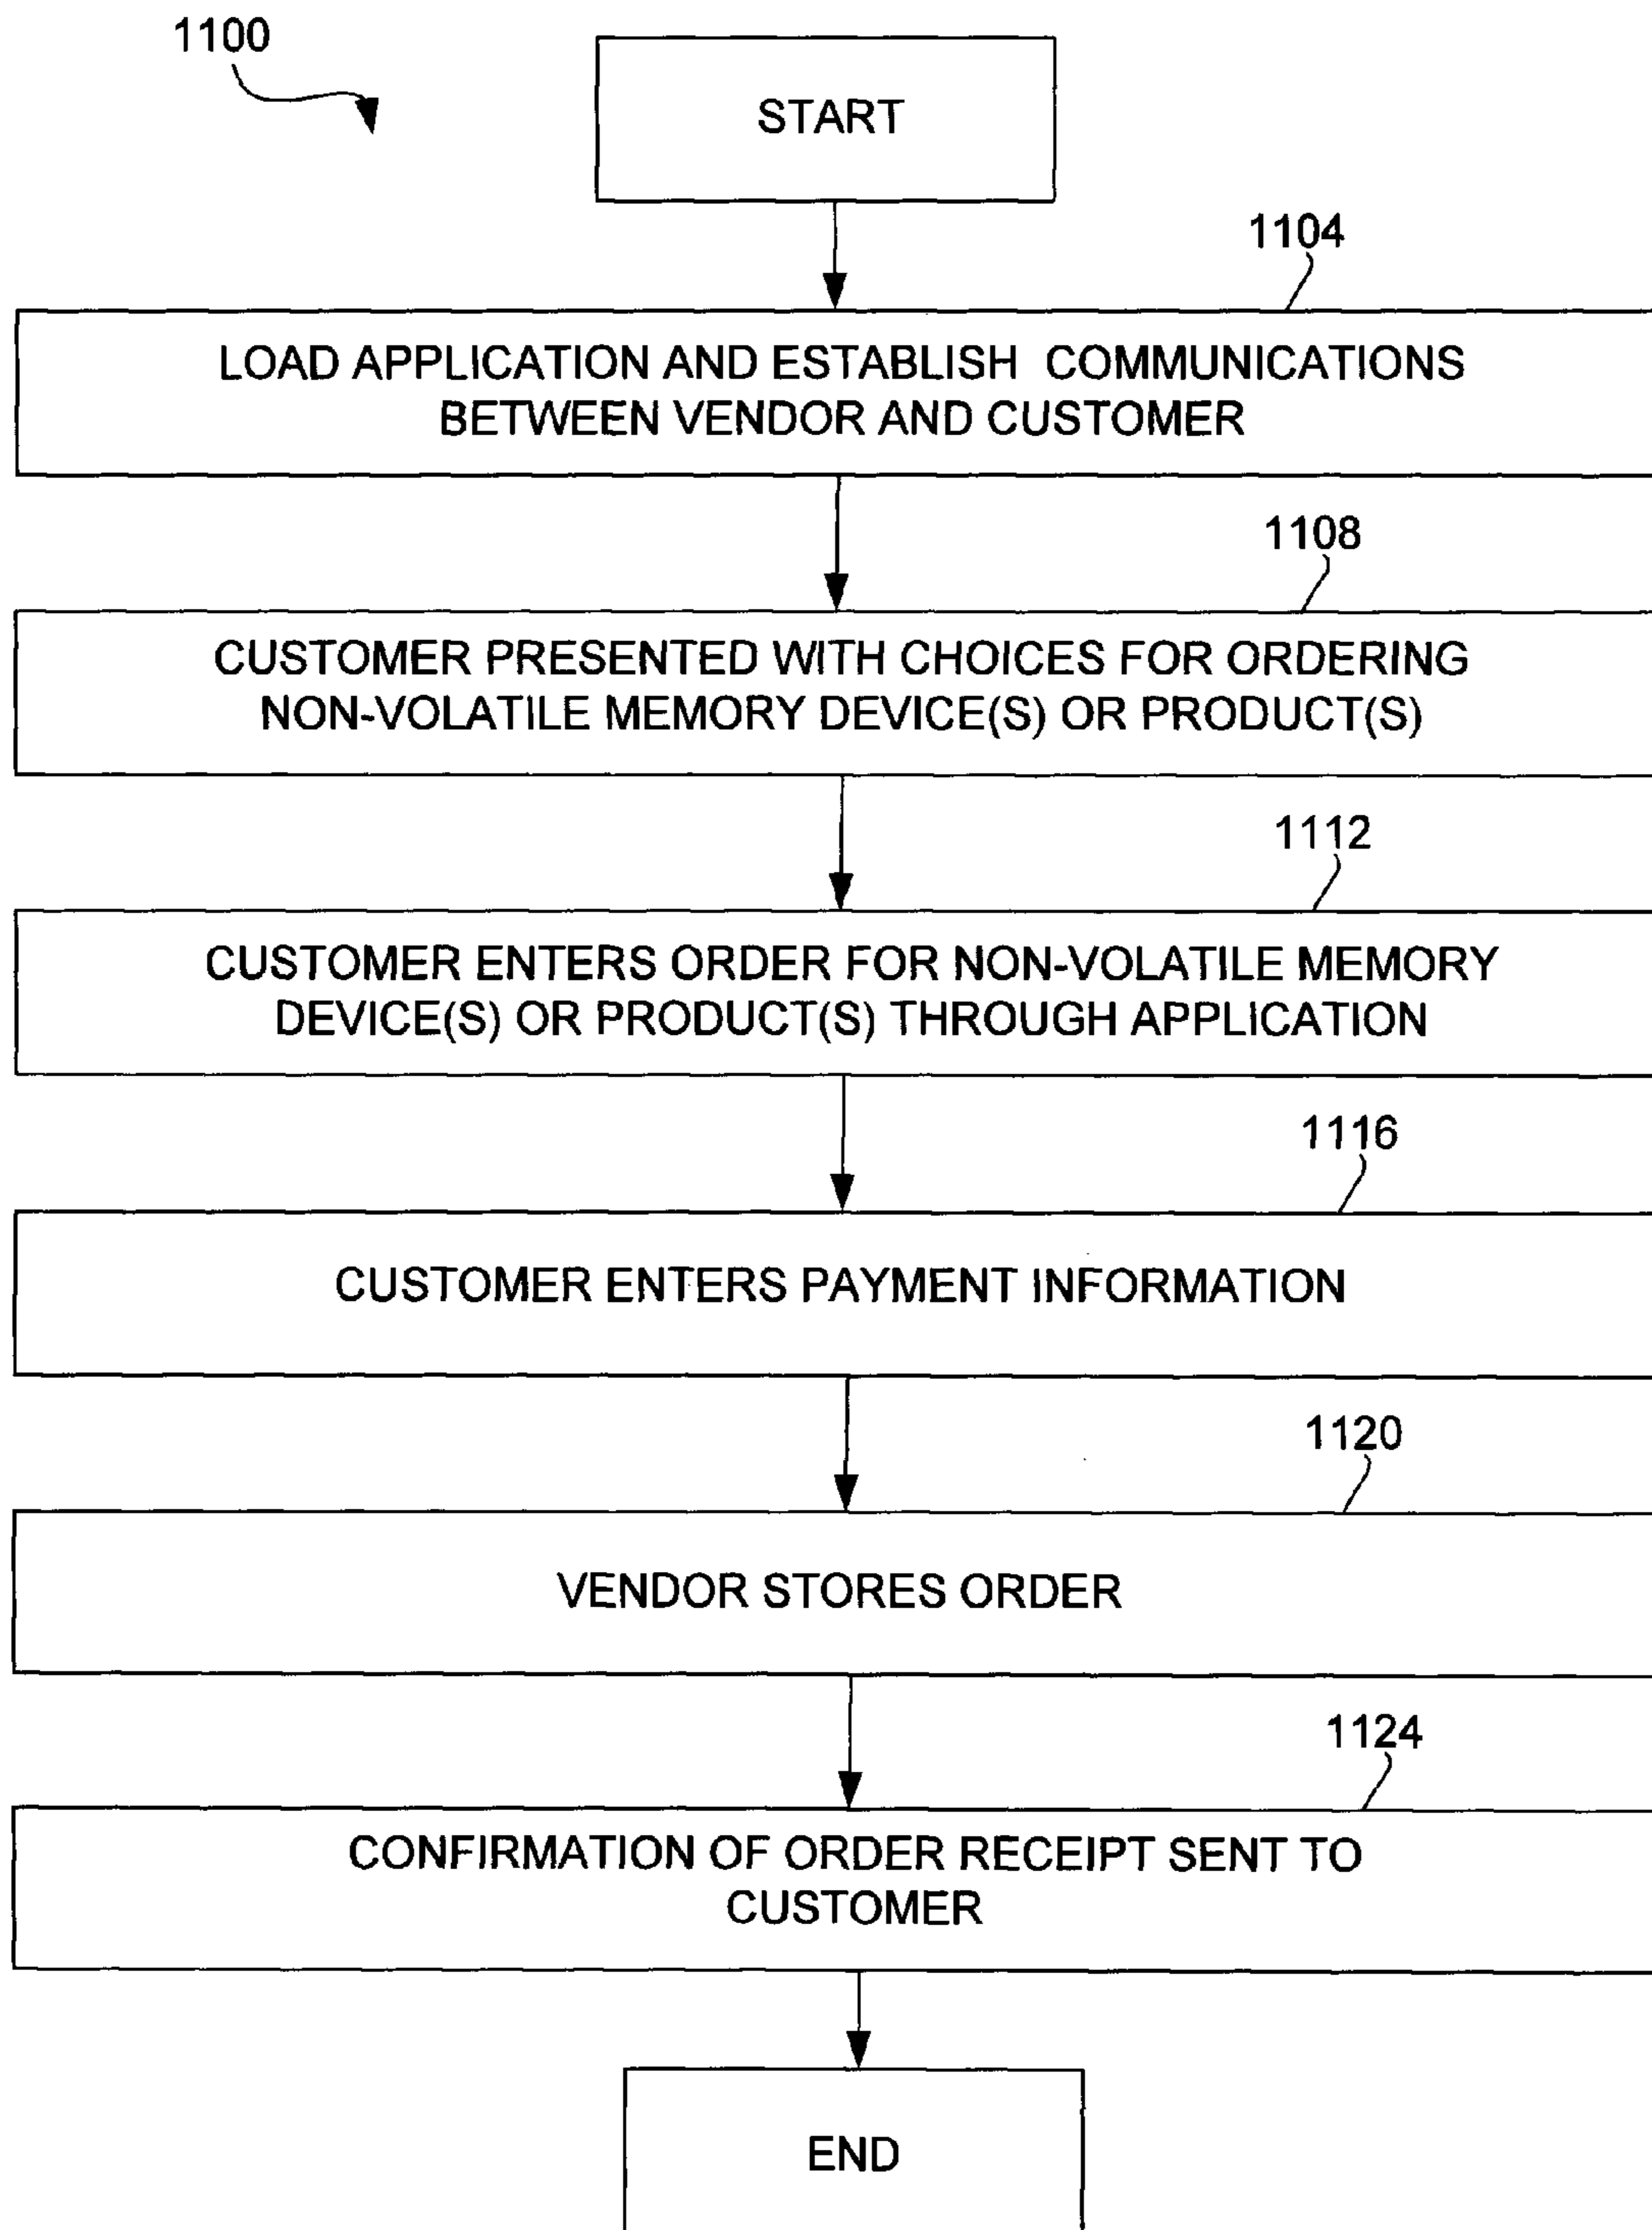 1100
START
1104
LOAD APPLICATION AND ESTABLISH COMMUNICATIONS
BETWEEN VENDOR AND CUSTOMER
1108
CUSTOMER PRESENTED WITH CHOICES FOR ORDERING
NON-VOLATILE MEMORY DEVICE(S) OR PRODUCT(S)
1112
CUSTOMER ENTERS ORDER FOR NON-VOLATILE MEMORY
DEVICE(S) OR PRODUCT(S) THROUGH APPLICATION
1116
CUSTOMER ENTERS PAYMENT INFORMATION
1120
VENDOR STORES ORDER
1124
CONFIRMATION OF ORDER RECEIPT SENT TO
CUSTOMER
END